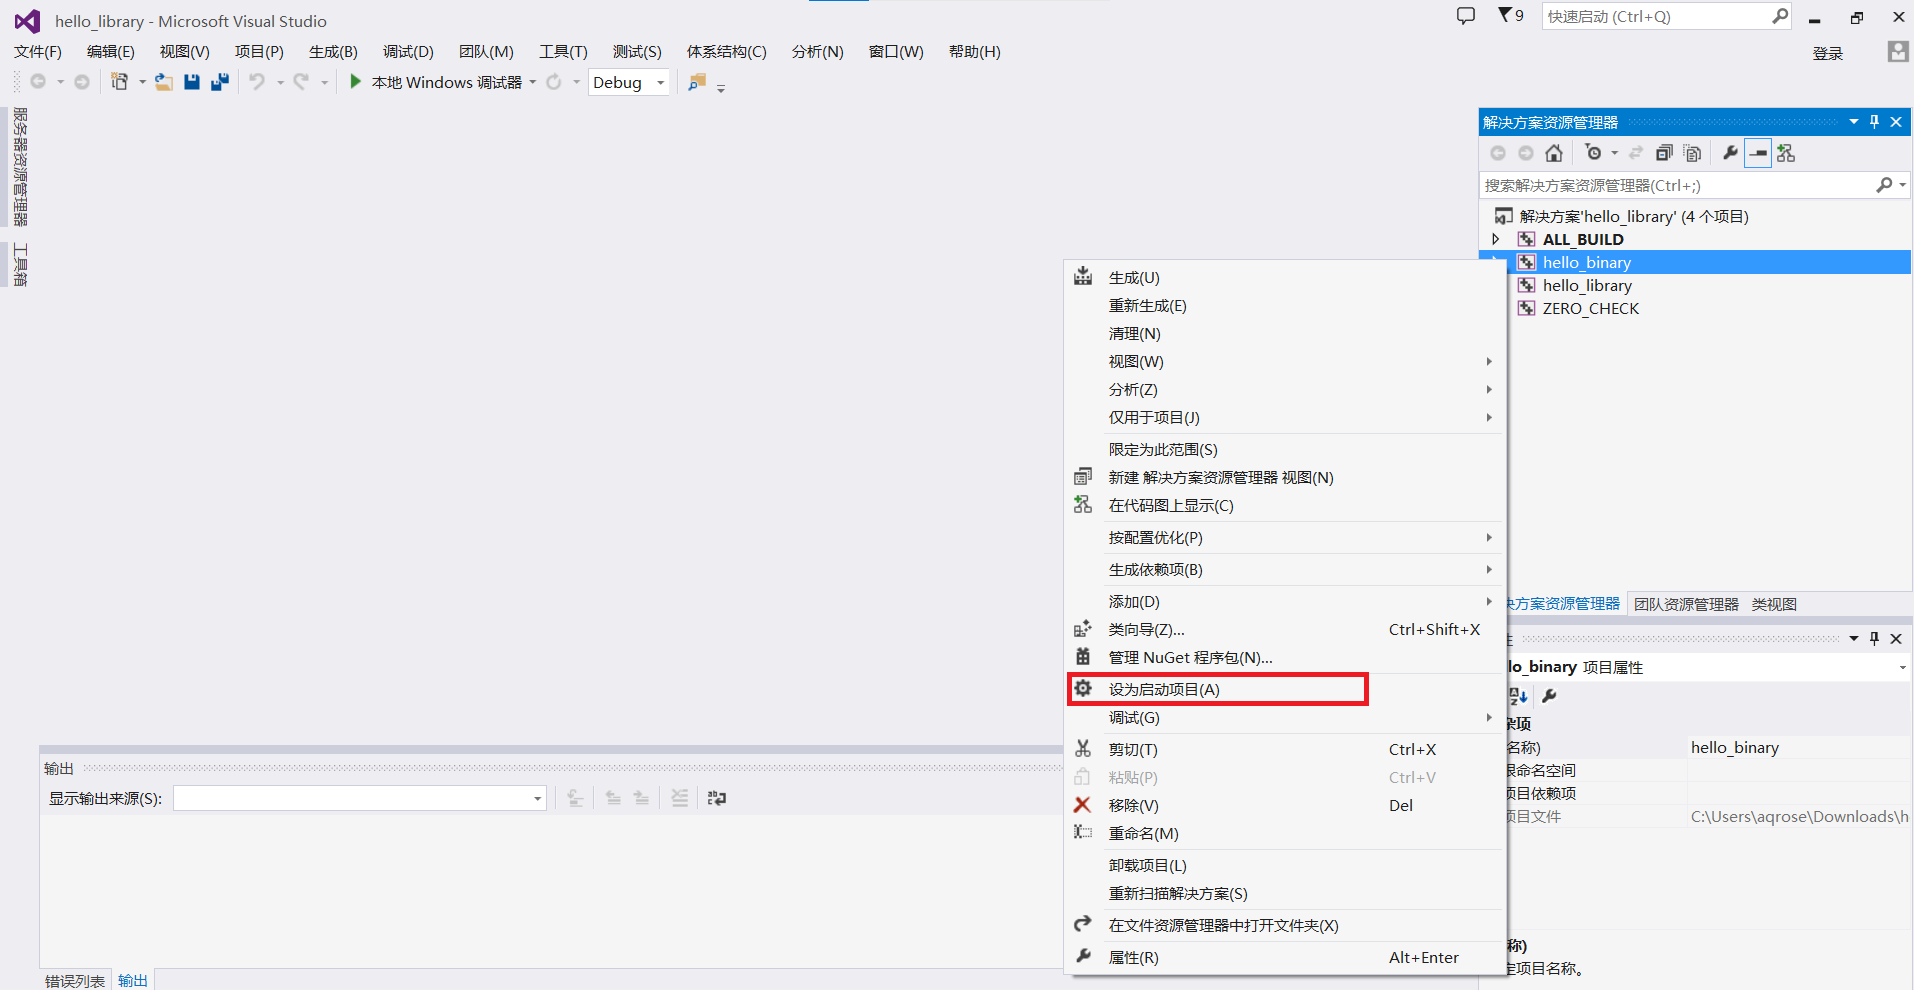 hello_library - Microsoft Visual Studio
9
快速启动 (Ctrl+Q)
文件(F) 编辑(E) 视图(V) 项目(P) 生成(B) 调试(D) 团队(M) 工具(T) 测试(S) 体系结构(C) 分析(N) 窗口(W) 帮助(H)
登录
本地 Windows 调试器 Debug
服务器资源管理器
工具箱
解决方案资源管理器
搜索解决方案资源管理器(Ctrl+;)
解决方案'hello_library' (4 个项目)
ALL_BUILD
hello_binary
hello_library
ZERO_CHECK
生成(U)
重新生成(E)
清理(N)
视图(W)
分析(Z)
仅用于项目(J)
限定为此范围(S)
新建 解决方案资源管理器 视图(N)
在代码图上显示(C)
按配置优化(P)
生成依赖项(B)
添加(D)
类向导(Z)... Ctrl+Shift+X
管理 NuGet 程序包(N)...
设为启动项目(A)
调试(G)
剪切(T) Ctrl+X
粘贴(P) Ctrl+V
移除(V) Del
重命名(M)
卸载项目(L)
重新扫描解决方案(S)
在文件资源管理器中打开文件夹(X)
属性(R) Alt+Enter
决方案资源管理器 团队资源管理器 类视图
性
lo_binary 项目属性
杂项
名称) hello_binary
根命名空间
项目依赖项
项目文件 C:\Users\aqrose\Downloads\h
称)
定项目名称。
输出
显示输出来源(S):
错误列表 输出